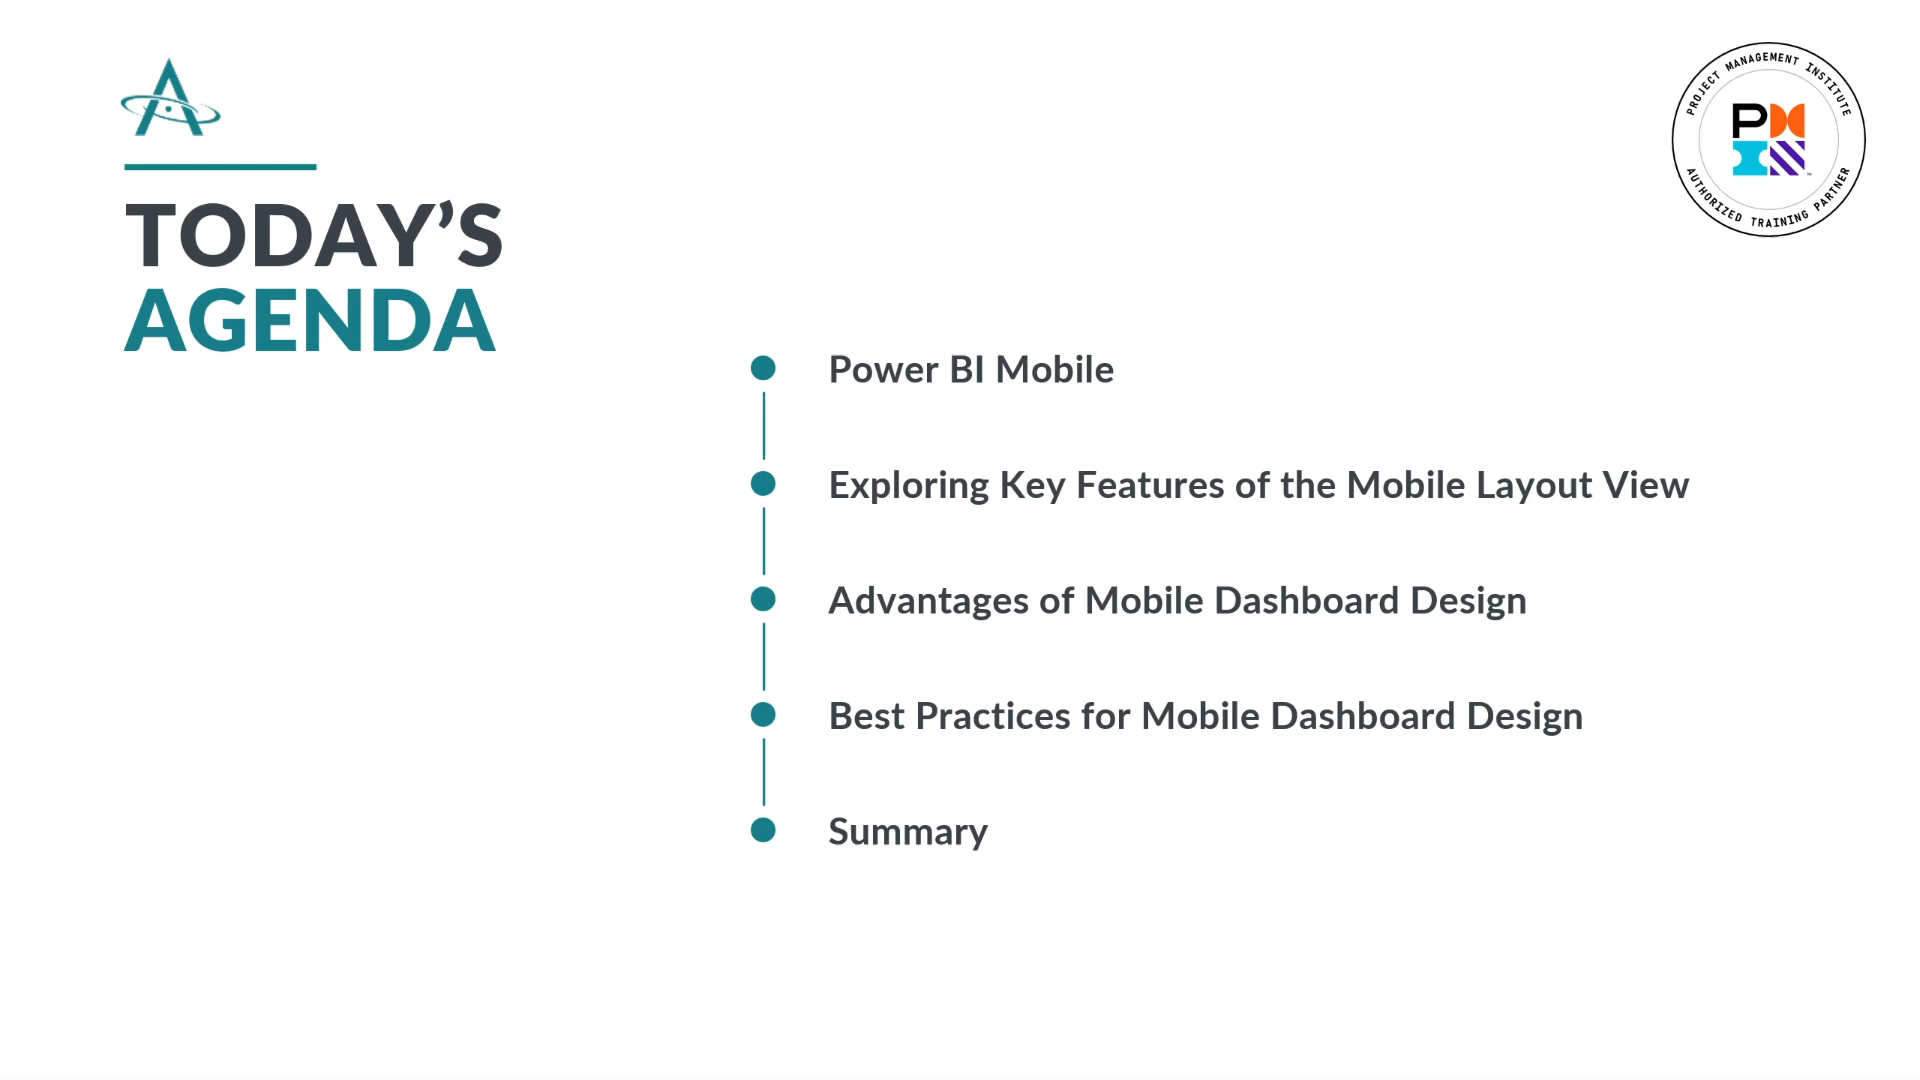 TODAY’S
AGENDA
PROJECT MANAGEMENT INSTITUTE
PM
AUTHORIZED TRAINING PARTNER
Power BI Mobile
Exploring Key Features of the Mobile Layout View
Advantages of Mobile Dashboard Design
Best Practices for Mobile Dashboard Design
Summary